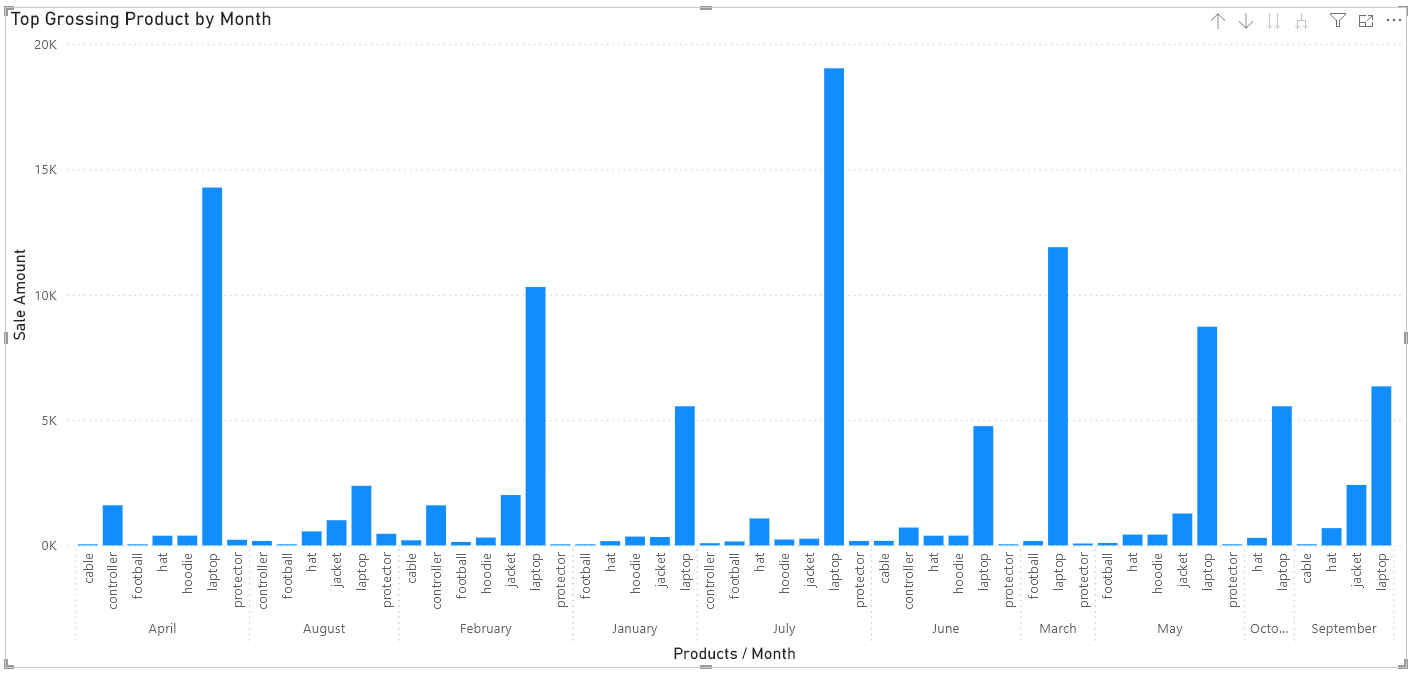 Top Grossing Product by Month
20K
15K
10K
5K
0K
Sale Amount
cable controller football hat hoodie laptop protector controller football hat jacket laptop protector cable controller football hoodie jacket laptop protector football hat hoodie jacket laptop controller football hat hoodie jacket laptop protector cable controller hat hoodie laptop protector football laptop protector football hat hoodie jacket laptop protector hat laptop cable hat jacket laptop
April August February January July June March May Octo... September
Products / Month